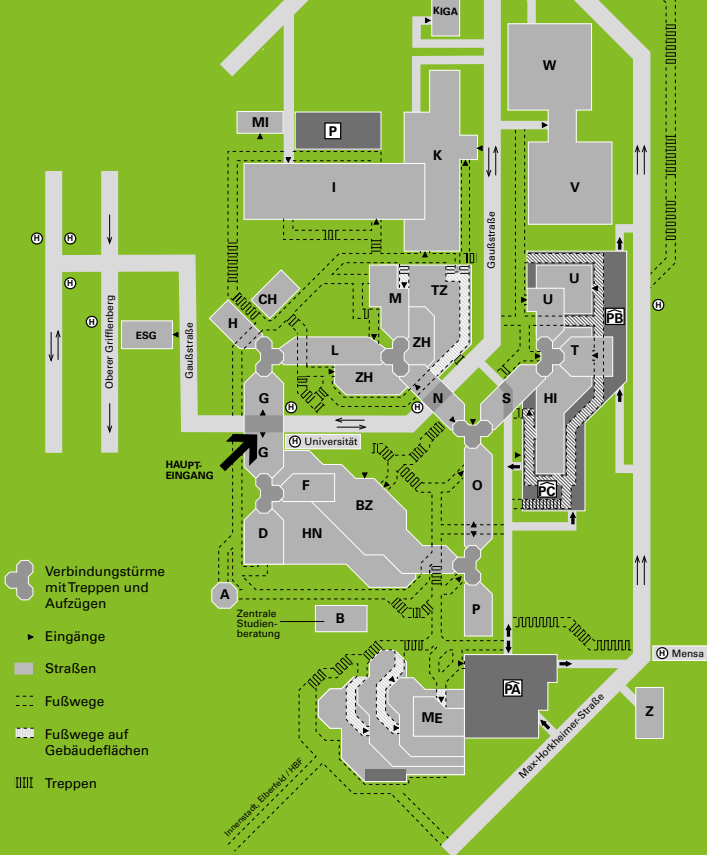 KIGA
W
MI
P
K
I
V
Gaußstraße
H
H
H
H
Oberer Grifflenberg
ESG
Gaußstraße
CH
H
M
TZ
U
U
PB
H
L
ZH
ZH
T
G
N
S
HI
H
H
H Universität
G
HAUPT-
EINGANG
F
BZ
O
PC
D
HN
A
Zentrale
Studien-
beratung
B
P
H Mensa
PA
ME
Z
Max-Horkheimer-Straße
Innenstadt, Elberfeld / HBF
Verbindungstürme
mit Treppen und
Aufzügen
Eingänge
Straßen
Fußwege
Fußwege auf
Gebäudeflächen
Treppen